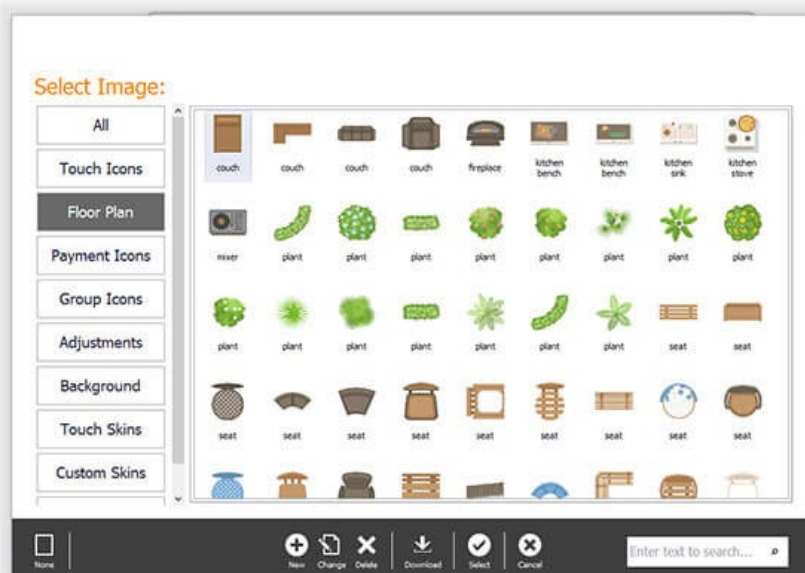 Select Image:
All
Touch Icons
Floor Plan
Payment Icons
Group Icons
Adjustments
Background
Touch Skins
Custom Skins
couch couch couch couch fireplace kitchen bench kitchen bench kitchen sink kitchen stove
mixer plant plant plant plant plant plant plant plant
plant plant plant plant plant plant plant seat seat
seat seat seat seat seat seat seat seat seat
None New Change Delete Download Select Cancel Enter text to search...